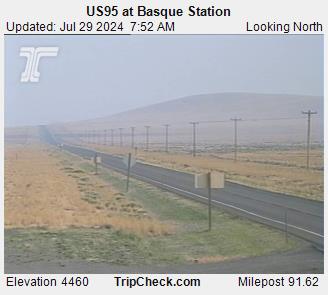 US95 at Basque Station
Updated: Jul 29 2024 7:52 AM Looking North
Elevation 4460 TripCheck.com Milepost 91.62